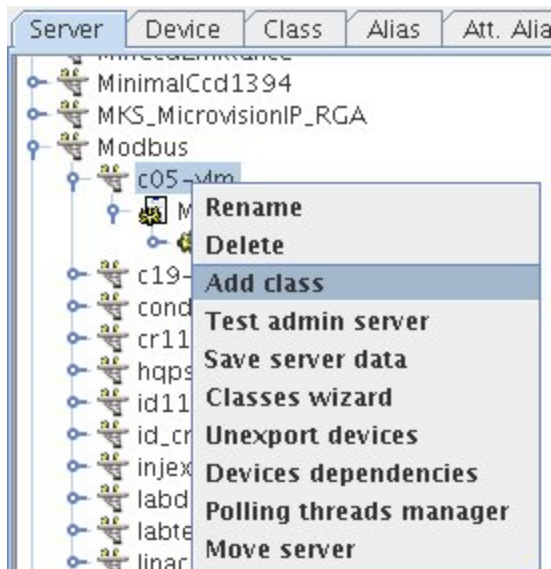 Server Device Class Alias Att. Alia
MinimalCcd1394
MKS_MicrovisionIP_RGA
Modbus
c05-vlm
M
Rename
Delete
c19-
Add class
cond
Test admin server
cr11
Save server data
hqps
Classes wizard
id11
Unexport devices
id_cr
Devices dependencies
injex
labd
Polling threads manager
labte
Move server
linac